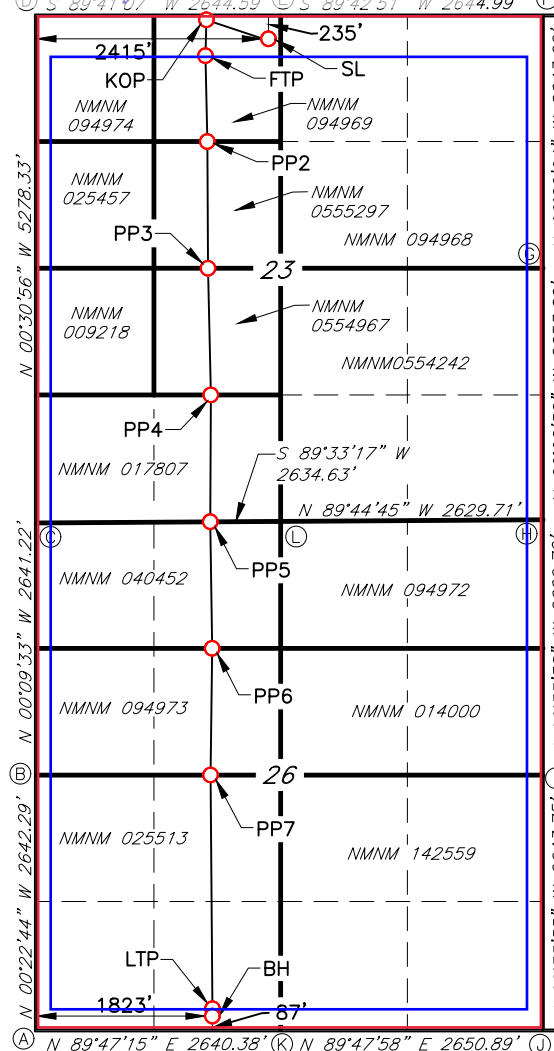 S 89°41'07" W 2644.59'
S 89°42'51" W 2644.99'
235'
2415'
SL
KOP
FTP
NMNM
094974
NMNM
094969
PP2
NMNM
025457
NMNM
0555297
PP3
NMNM 094968
G
23
N 00°30'56" W 5278.33'
NMNM
009218
NMNM
0554967
NMNM0554242
PP4
S 89°33'17" W
2634.63'
NMNM 017807
N 89°44'45" W 2629.71'
C
L
H
PP5
NMNM 040452
NMNM 094972
N 00°09'33" W 2641.22'
PP6
NMNM 094973
NMNM 014000
B
26
PP7
NMNM 025513
NMNM 142559
N 00°22'44" W 2642.29'
LTP
BH
1823'
87'
A
N 89°47'15" E 2640.38'
K
N 89°47'58" E 2650.89'
J